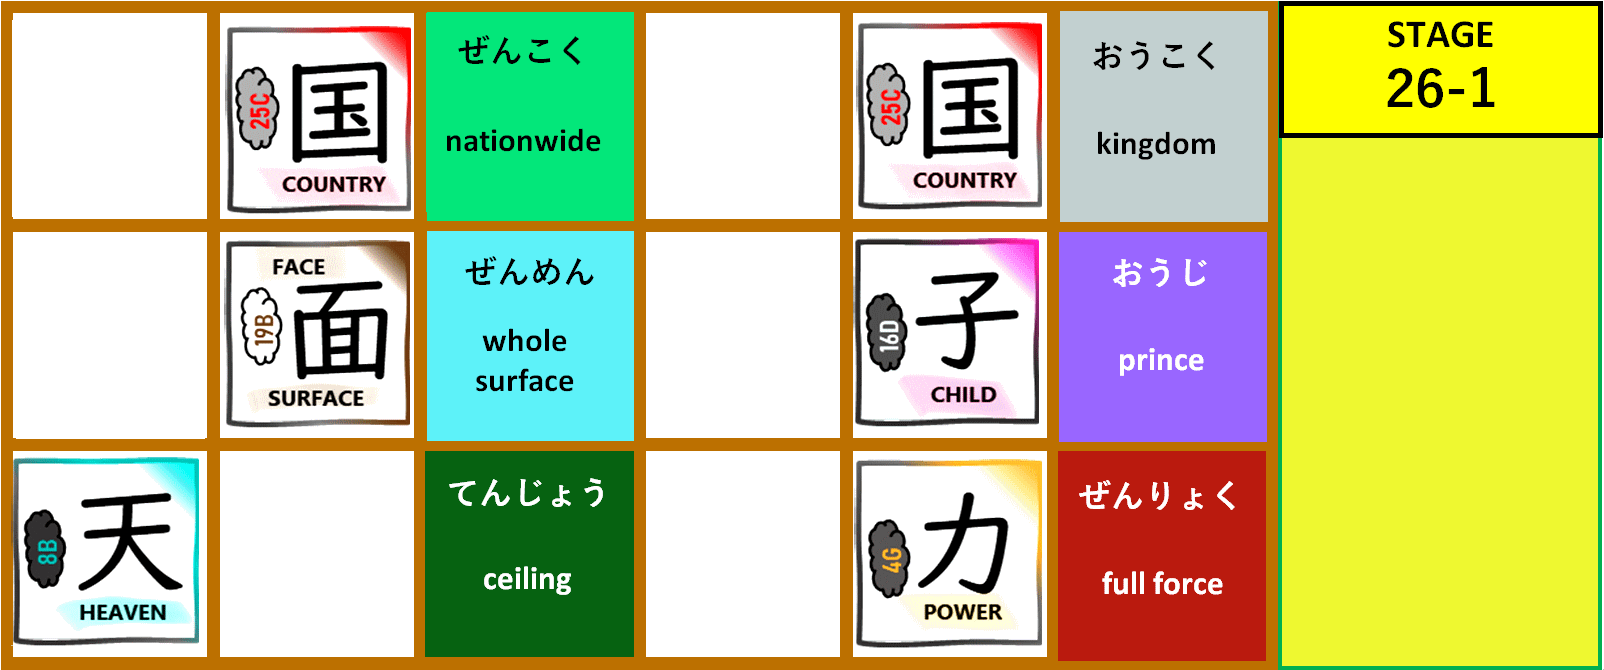 25C
国
COUNTRY
ぜんこく
nationwide
25C
国
COUNTRY
おうこく
kingdom
STAGE
26-1
FACE
19B
面
SURFACE
ぜんめん
whole
surface
16D
子
CHILD
おうじ
prince
8B
天
HEAVEN
てんじょう
ceiling
4G
力
POWER
ぜんりょく
full force